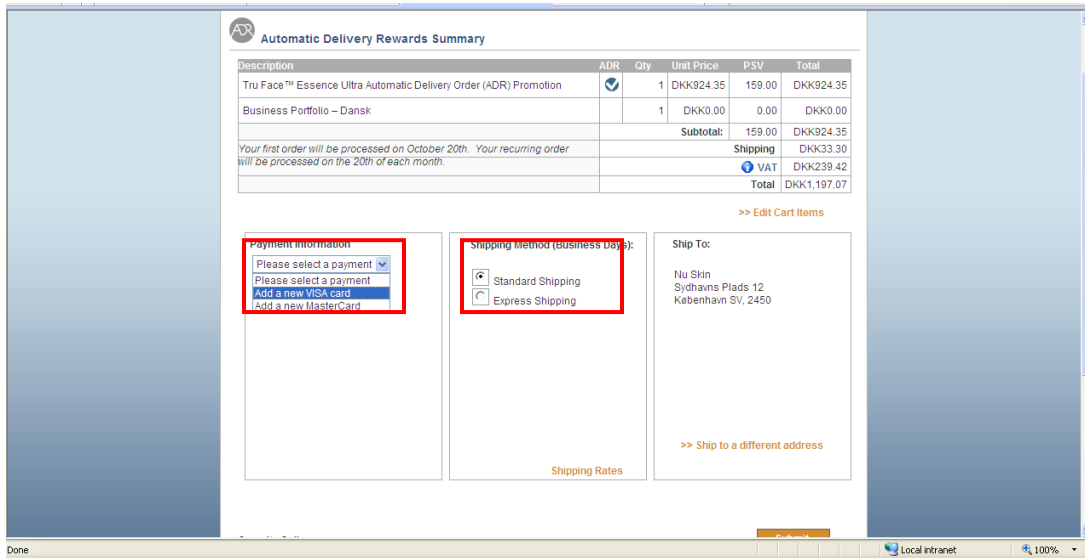 ADR Automatic Delivery Rewards Summary
Description ADR Qty Unit Price PSV Total
Tru Face™ Essence Ultra Automatic Delivery Order (ADR) Promotion 1 DKK924.35 159.00 DKK924.35
Business Portfolio – Dansk 1 DKK0.00 0.00 DKK0.00
Subtotal: 159.00 DKK924.35
Your first order will be processed on October 20th. Your recurring order
will be processed on the 20th of each month.
Shipping DKK33.30
VAT DKK239.42
Total DKK1,197.07
>> Edit Cart Items
Payment Information
Please select a payment
Please select a payment
Add a new VISA card
Add a new MasterCard
Shipping Method (Business Days):
Standard Shipping
Express Shipping
Shipping Rates
Ship To:
Nu Skin
Sydhavns Plads 12
København SV, 2450
>> Ship to a different address
Submit
Done Local intranet 100%